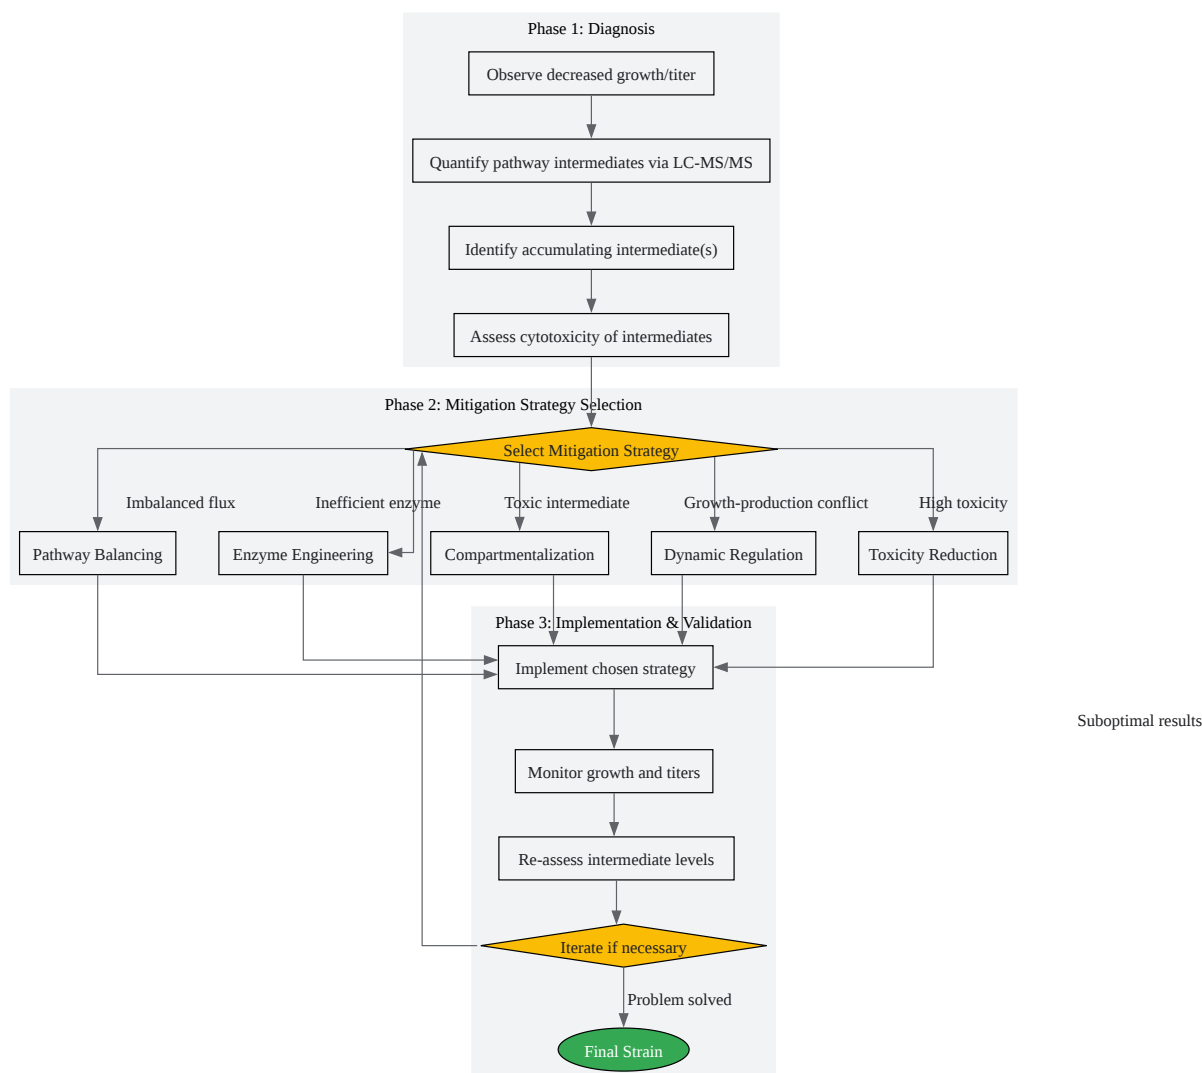 Phase 1: Diagnosis
Observe decreased growth/titer
Quantify pathway intermediates via LC-MS/MS
Identify accumulating intermediate(s)
Assess cytotoxicity of intermediates
Phase 2: Mitigation Strategy Selection
Select Mitigation Strategy
Imbalanced flux
Inefficient enzyme
Toxic intermediate
Growth-production conflict
High toxicity
Pathway Balancing
Enzyme Engineering
Compartmentalization
Dynamic Regulation
Toxicity Reduction
Phase 3: Implementation & Validation
Implement chosen strategy
Suboptimal results
Monitor growth and titers
Re-assess intermediate levels
Iterate if necessary
Problem solved
Final Strain